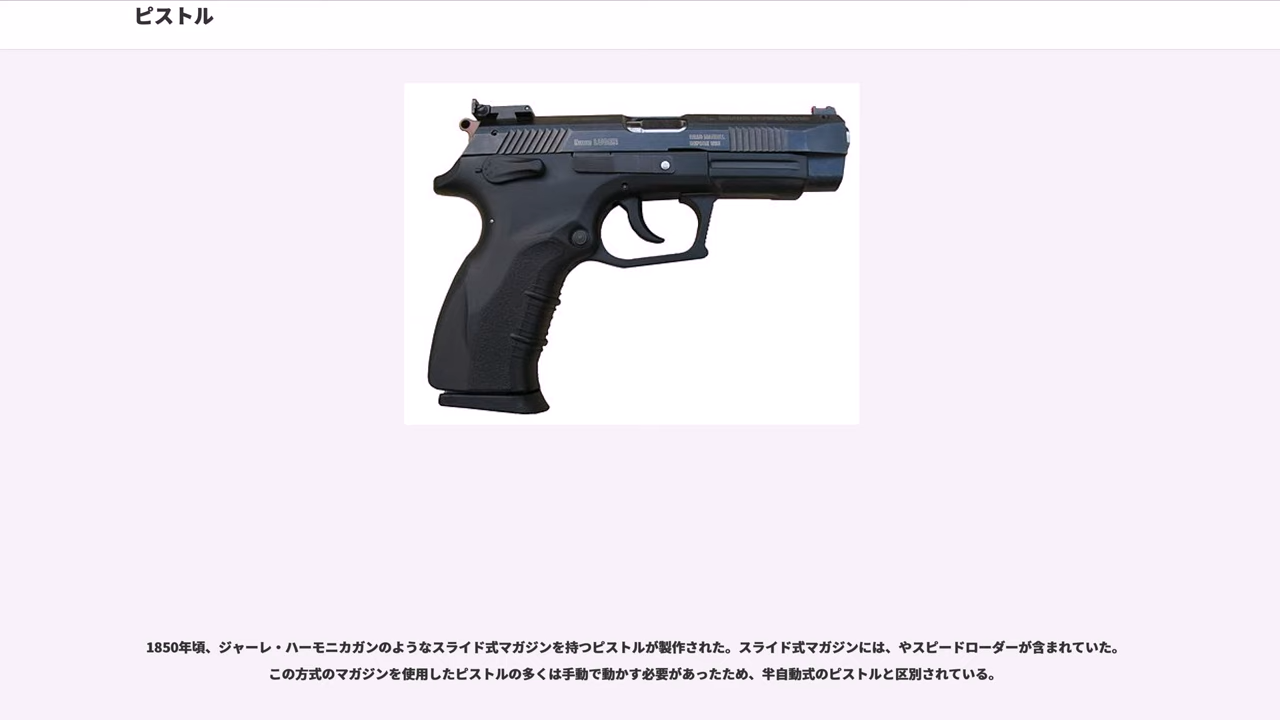 ピストル
1850年頃、ジャーレ・ハーモニカガンのようなスライド式マガジンを持つピストルが製作された。スライド式マガジンには、やスピードローダーが含まれていた。
この方式のマガジンを使用したピストルの多くは手動で動かす必要があったため、半自動式のピストルと区別されている。